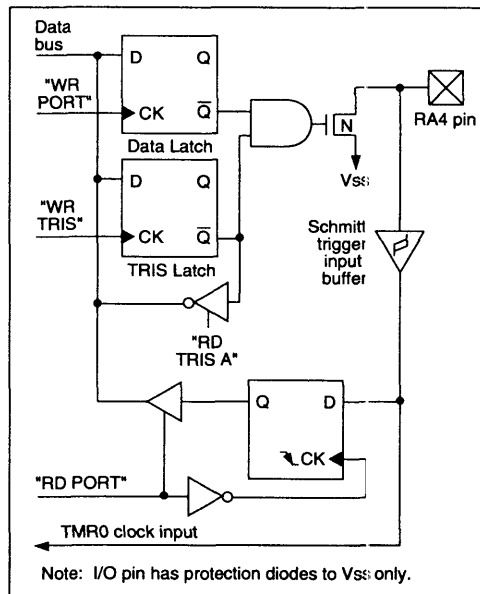 Data
bus
D Q
"WR
PORT"
CK Q
Data Latch
N
RA4 pin
Vss
D Q
"WR
TRIS"
CK Q
TRIS Latch
Schmitt
trigger
input
buffer
"RD
TRIS A"
Q D
CK
"RD PORT"
TMR0 clock input
Note: I/O pin has protection diodes to Vss only.